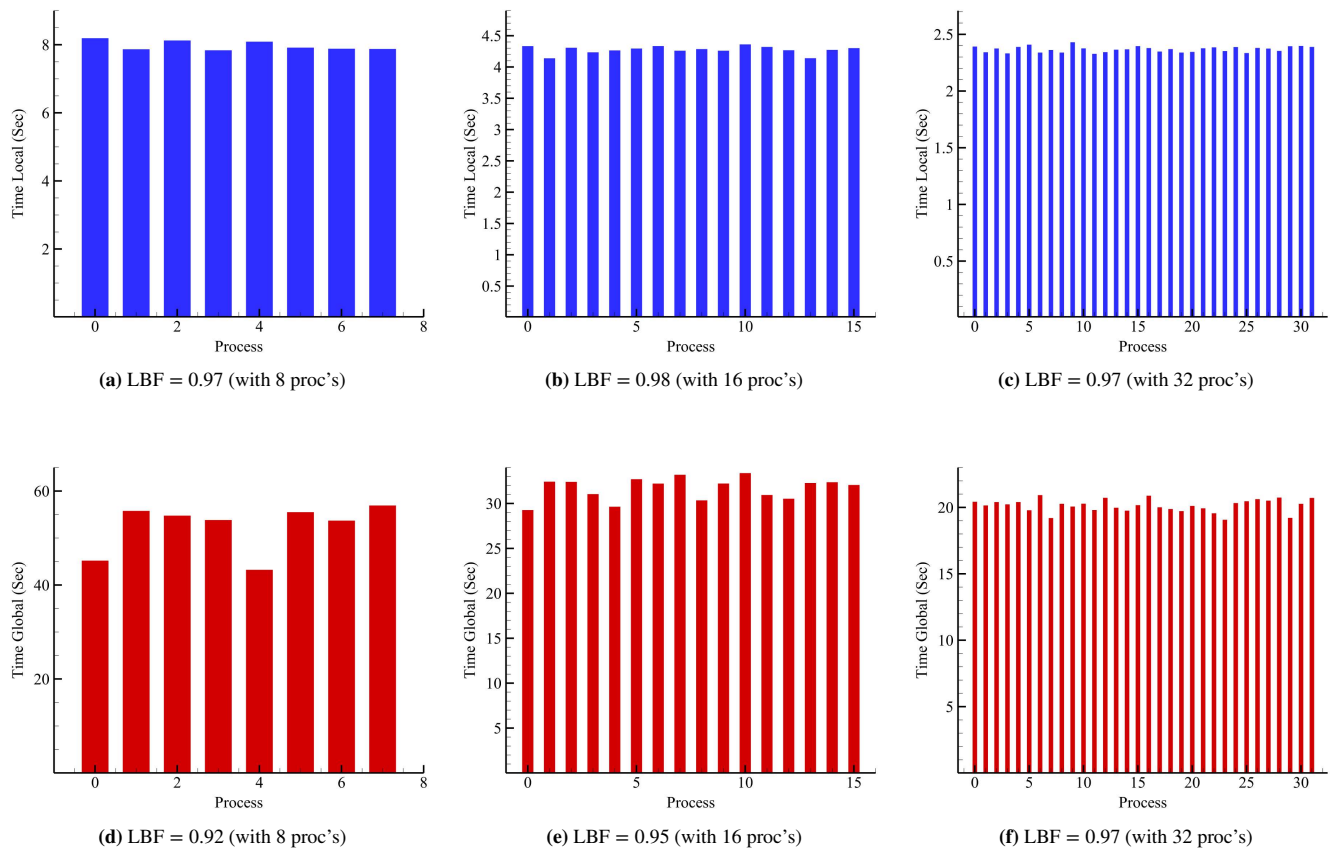 8
6
4
2
Time Local (Sec)
0 2 4 6 8
Process
(a) LBF = 0.97 (with 8 proc's)
4.5
4
3.5
3
2.5
2
1.5
1
0.5
Time Local (Sec)
0 5 10 15
Process
(b) LBF = 0.98 (with 16 proc's)
2.5
2
1.5
1
0.5
Time Local (Sec)
0 5 10 15 20 25 30
Process
(c) LBF = 0.97 (with 32 proc's)
60
40
20
Time Global (Sec)
0 2 4 6 8
Process
(d) LBF = 0.92 (with 8 proc's)
30
25
20
15
10
5
Time Global (Sec)
0 5 10 15
Process
(e) LBF = 0.95 (with 16 proc's)
20
15
10
5
Time Global (Sec)
0 5 10 15 20 25 30
Process
(f) LBF = 0.97 (with 32 proc's)